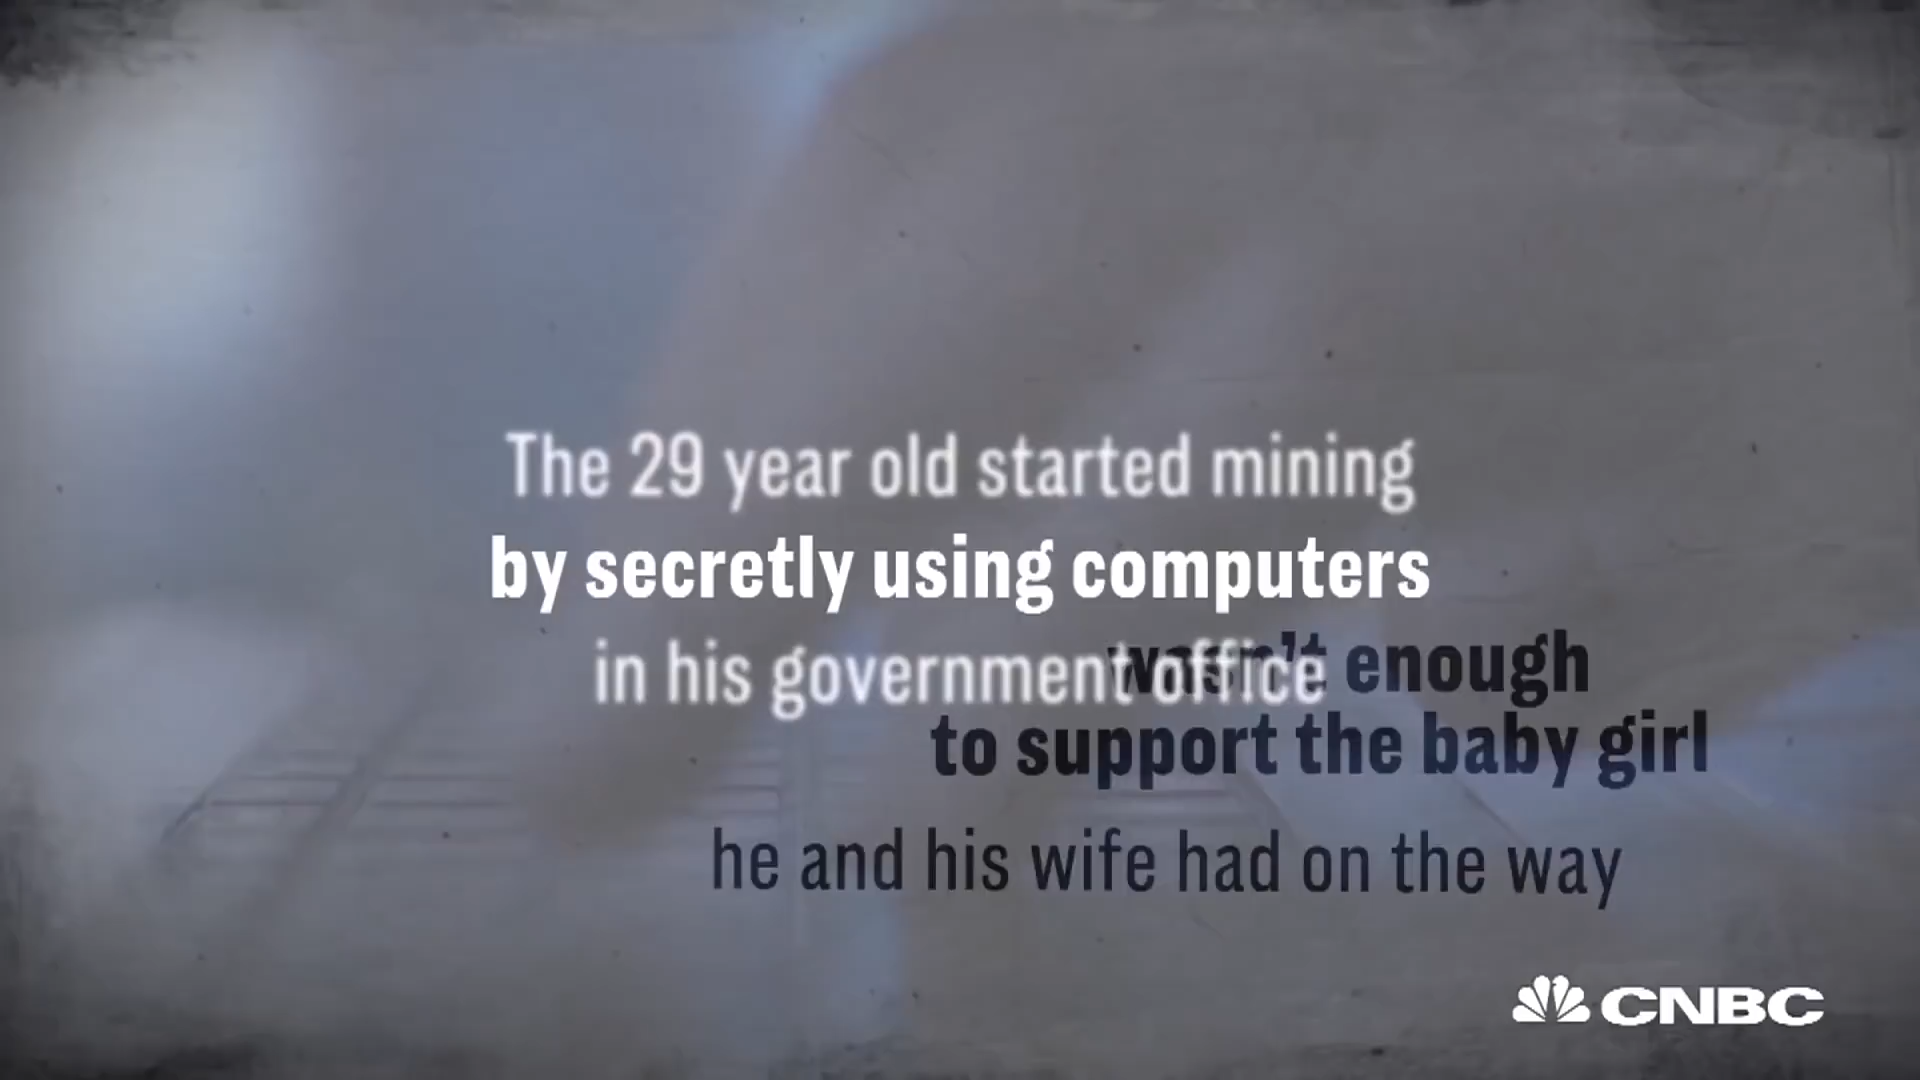 The 29 year old started mining
by secretly using computers
in his government office
wasn't enough
to support the baby girl
he and his wife had on the way
CNBC